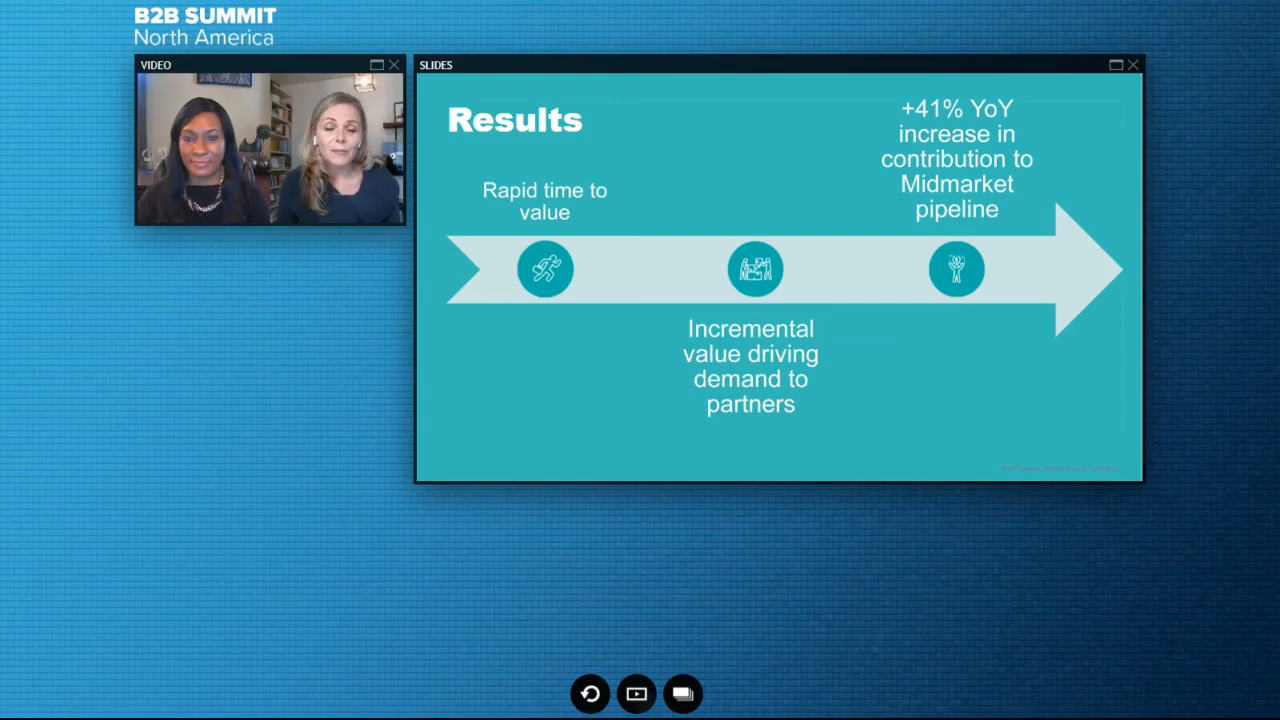 B2B SUMMIT
North America
VIDEO
SLIDES
Results
Rapid time to
value
Incremental
value driving
demand to
partners
+41% YoY
increase in
contribution to
Midmarket
pipeline